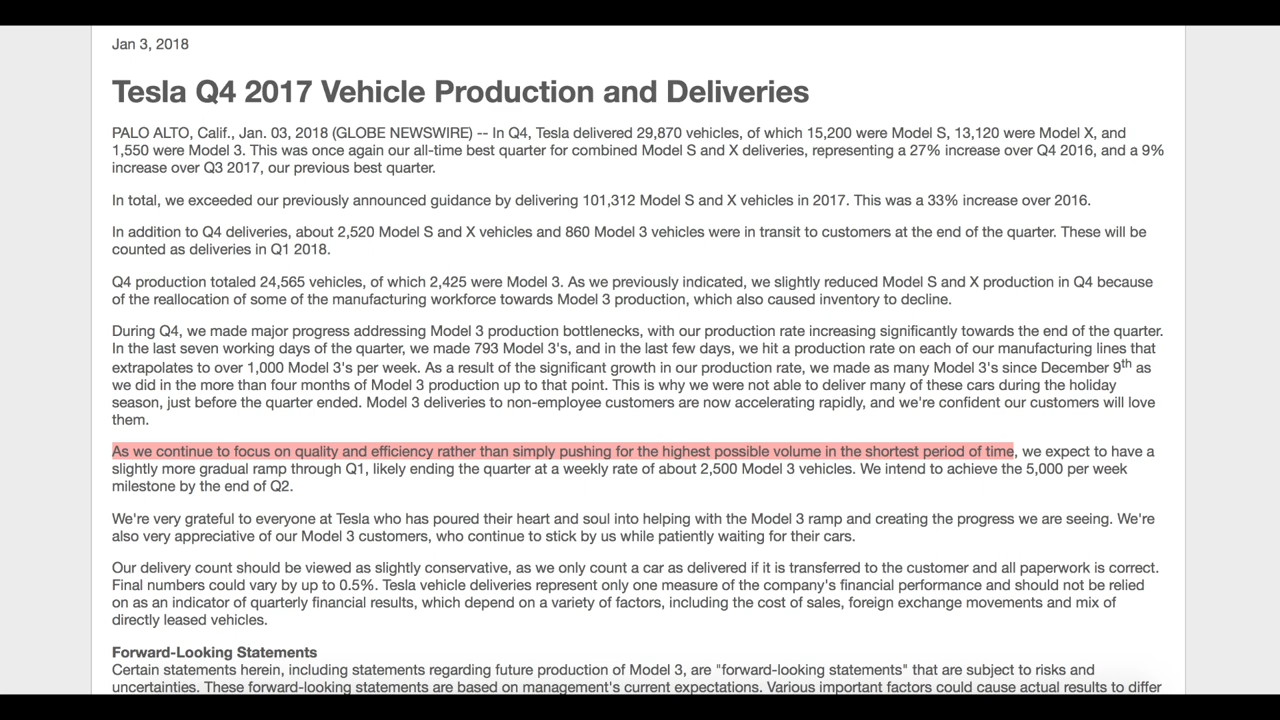 Jan 3, 2018
Tesla Q4 2017 Vehicle Production and Deliveries
PALO ALTO, Calif., Jan. 03, 2018 (GLOBE NEWSWIRE) -- In Q4, Tesla delivered 29,870 vehicles, of which 15,200 were Model S, 13,120 were Model X, and
1,550 were Model 3. This was once again our all-time best quarter for combined Model S and X deliveries, representing a 27% increase over Q4 2016, and a 9%
increase over Q3 2017, our previous best quarter.
In total, we exceeded our previously announced guidance by delivering 101,312 Model S and X vehicles in 2017. This was a 33% increase over 2016.
In addition to Q4 deliveries, about 2,520 Model S and X vehicles and 860 Model 3 vehicles were in transit to customers at the end of the quarter. These will be
counted as deliveries in Q1 2018.
Q4 production totaled 24,565 vehicles, of which 2,425 were Model 3. As we previously indicated, we slightly reduced Model S and X production in Q4 because
of the reallocation of some of the manufacturing workforce towards Model 3 production, which also caused inventory to decline.
During Q4, we made major progress addressing Model 3 production bottlenecks, with our production rate increasing significantly towards the end of the quarter.
In the last seven working days of the quarter, we made 793 Model 3's, and in the last few days, we hit a production rate on each of our manufacturing lines that
extrapolates to over 1,000 Model 3's per week. As a result of the significant growth in our production rate, we made as many Model 3's since December 9th as
we did in the more than four months of Model 3 production up to that point. This is why we were not able to deliver many of these cars during the holiday
season, just before the quarter ended. Model 3 deliveries to non-employee customers are now accelerating rapidly, and we're confident our customers will love
them.
As we continue to focus on quality and efficiency rather than simply pushing for the highest possible volume in the shortest period of time, we expect to have a
slightly more gradual ramp through Q1, likely ending the quarter at a weekly rate of about 2,500 Model 3 vehicles. We intend to achieve the 5,000 per week
milestone by the end of Q2.
We're very grateful to everyone at Tesla who has poured their heart and soul into helping with the Model 3 ramp and creating the progress we are seeing. We're
also very appreciative of our Model 3 customers, who continue to stick by us while patiently waiting for their cars.
Our delivery count should be viewed as slightly conservative, as we only count a car as delivered if it is transferred to the customer and all paperwork is correct.
Final numbers could vary by up to 0.5%. Tesla vehicle deliveries represent only one measure of the company's financial performance and should not be relied
on as an indicator of quarterly financial results, which depend on a variety of factors, including the cost of sales, foreign exchange movements and mix of
directly leased vehicles.
Forward-Looking Statements
Certain statements herein, including statements regarding future production of Model 3, are "forward-looking statements" that are subject to risks and
uncertainties. These forward-looking statements are based on management's current expectations. Various important factors could cause actual results to differ